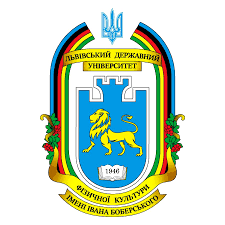 ЛЬВІВСЬКИЙ ДЕРЖАВНИЙ
УНІВЕРСИТЕТ
1946
ФІЗИЧНОЇ КУЛЬТУРИ
ІМЕНІ ІВАНА БОБЕРСЬКОГО